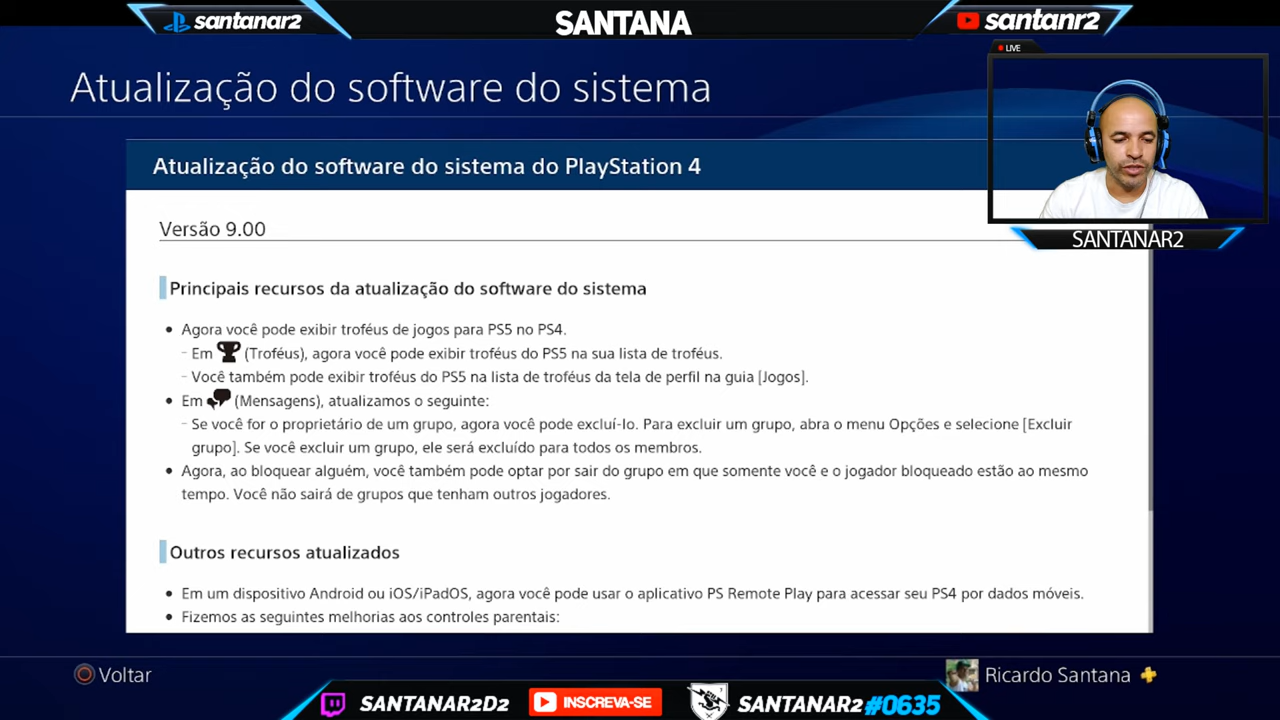 santanar2
SANTANA
santanr2
LIVE
Atualização do software do sistema
Atualização do software do sistema do PlayStation 4
SANTANAR2
Versão 9.00
Principais recursos da atualização do software do sistema
• Agora você pode exibir troféus de jogos para PS5 no PS4.
- Em (Troféus), agora você pode exibir troféus do PS5 na sua lista de troféus.
- Você também pode exibir troféus do PS5 na lista de troféus da tela de perfil na guia [Jogos].
• Em (Mensagens), atualizamos o seguinte:
- Se você for o proprietário de um grupo, agora você pode excluí-lo. Para excluir um grupo, abra o menu Opções e selecione [Excluir
grupo]. Se você excluir um grupo, ele será excluído para todos os membros.
• Agora, ao bloquear alguém, você também pode optar por sair do grupo em que somente você e o jogador bloqueado estão ao mesmo
tempo. Você não sairá de grupos que tenham outros jogadores.
Outros recursos atualizados
• Em um dispositivo Android ou iOS/iPadOS, agora você pode usar o aplicativo PS Remote Play para acessar seu PS4 por dados móveis.
• Fizemos as seguintes melhorias aos controles parentais:
Voltar
Ricardo Santana
SANTANAR2D2
INSCREVA-SE
SANTANAR2 #0635